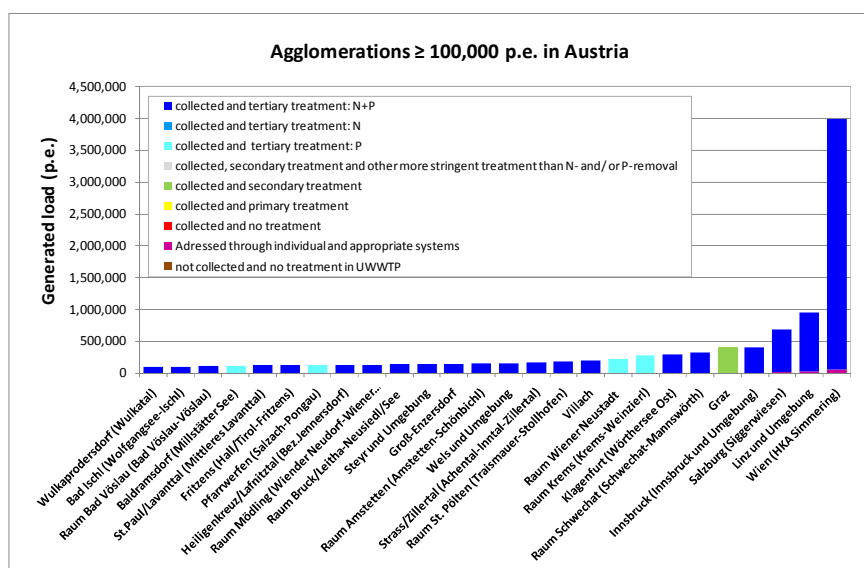 Agglomerations ≥ 100,000 p.e. in Austria
Generated load (p.e.)
4,500,000
4,000,000
3,500,000
3,000,000
2,500,000
2,000,000
1,500,000
1,000,000
500,000
0
collected and tertiary treatment: N+P
collected and tertiary treatment: N
collected and tertiary treatment: P
collected, secondary treatment and other more stringent treatment than N- and/ or P-removal
collected and secondary treatment
collected and primary treatment
collected and no treatment
Adressed through individual and appropriate systems
not collected and no treatment in UWWTP
Wulkaprodersdorf (Wulkatal)
Bad Ischl (Wolfgangsee-Ischl)
Raum Bad Vöslau (Bad Vöslau-Vöslau)
Baldramsdorf (Millstätter See)
St.Paul/Lavanttal (Mittleres Lavanttal)
Fritzens (Hall/Tirol-Fritzens)
Pfarrwerfen (Salzach-Pongau)
Heiligenkreuz/Lafnitztal (Bez.Jennersdorf)
Raum Mödling (Wiener Neudorf-Wiener...
Raum Bruck/Leitha-Neusiedl/See
Steyr und Umgebung
Groß-Enzersdorf
Raum Amstetten (Amstetten-Schönbichl)
Wels und Umgebung
Strass/Zillertal (Achental-Inntal-Zillertal)
Raum St. Pölten (Traismauer-Stollhofen)
Villach
Raum Wiener-Neustadt
Raum Krems (Krems-Weinzierl)
Klagenfurt (Wörthersee Ost)
Raum Schwechat (Schwechat-Mannswörth)
Graz
Innsbruck (Innsbruck und Umgebung)
Salzburg (Siggerwiesen)
Linz und Umgebung
Wien (HKA Simmering)